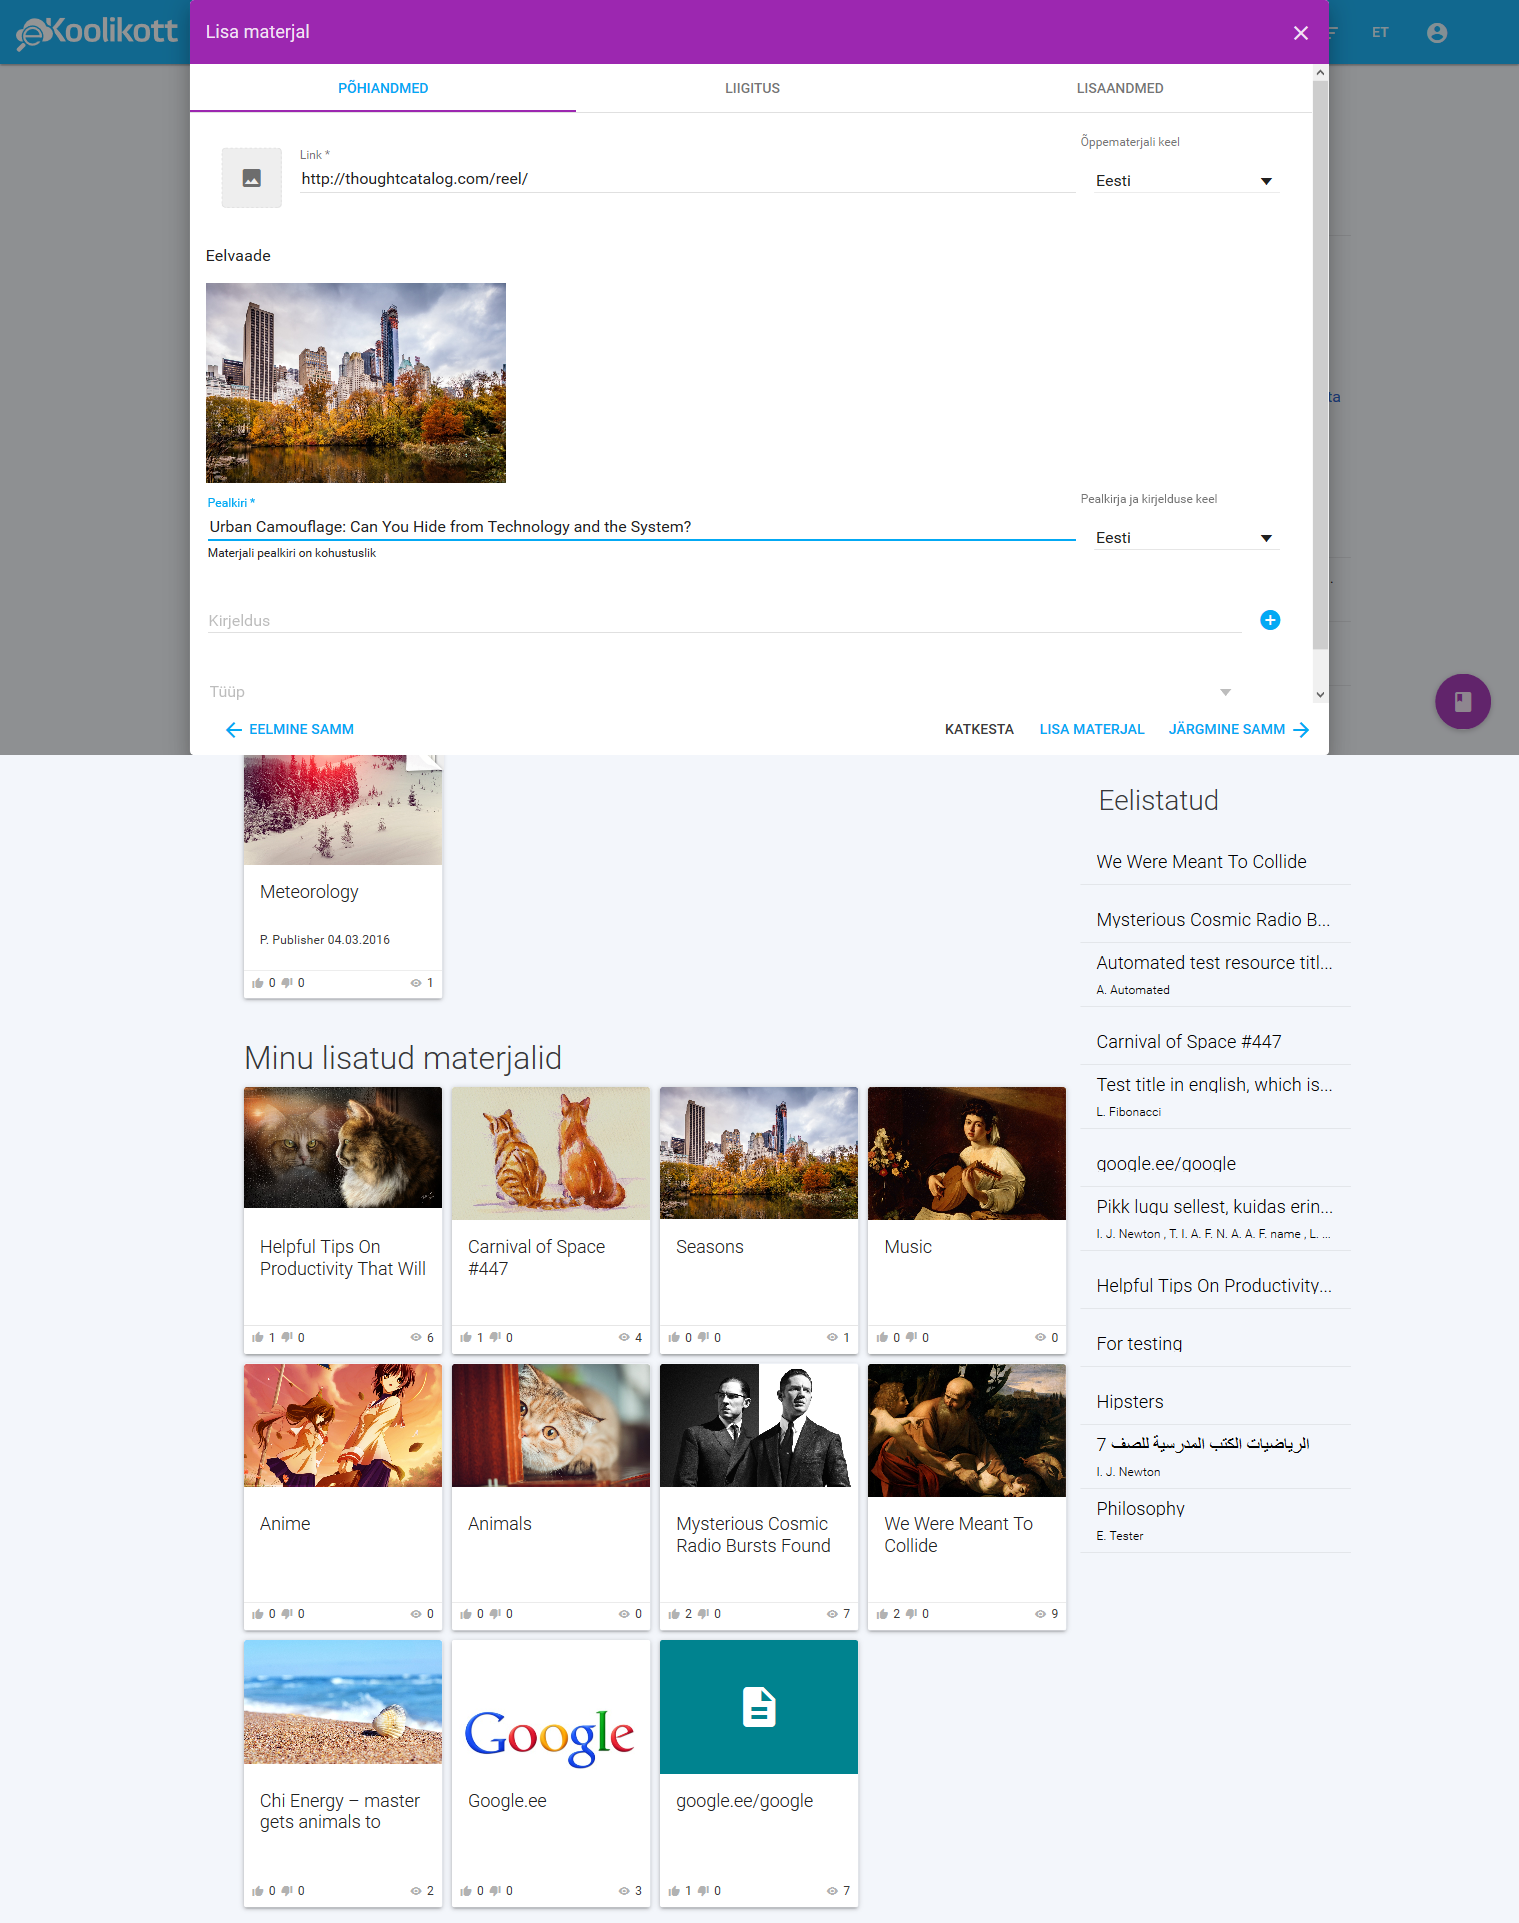 eKoolikott
Lisa materjal
ET
PÕHIANDMED
LIIGITUS
LISAANDMED
Link *
http://thoughtcatalog.com/reel/
Õppematerjali keel
Eesti
Eelvaade
ta
Pealkiri *
Urban Camouflage: Can You Hide from Technology and the System?
Materjali pealkiri on kohustuslik
Pealkirja ja kirjelduse keel
Eesti
Kirjeldus
Tüüp
EELMINE SAMM
KATKESTA
LISA MATERJAL
JÄRGMINE SAMM
Meteorology
P. Publisher 04.03.2016
0 0 1
Minu lisatud materjalid
Helpful Tips On
Productivity That Will
1 0 6
Carnival of Space
#447
1 0 4
Seasons
0 0 1
Music
0 0 0
Anime
0 0 0
Animals
0 0 0
Mysterious Cosmic
Radio Bursts Found
2 0 7
We Were Meant To
Collide
2 0 9
Chi Energy – master
gets animals to
0 0 2
Google
Google.ee
0 0 3
google.ee/google
1 0 7
Eelistatud
We Were Meant To Collide
Mysterious Cosmic Radio B...
Automated test resource titl...
A. Automated
Carnival of Space #447
Test title in english, which is...
L. Fibonacci
google.ee/google
Pikk lugu sellest, kuidas erin...
I. J. Newton , T. I. A. F. N. A. A. F. name , L. ...
Helpful Tips On Productivity...
For testing
Hipsters
الرياضيات الكتب المدرسية للصف 7
I. J. Newton
Philosophy
E. Tester